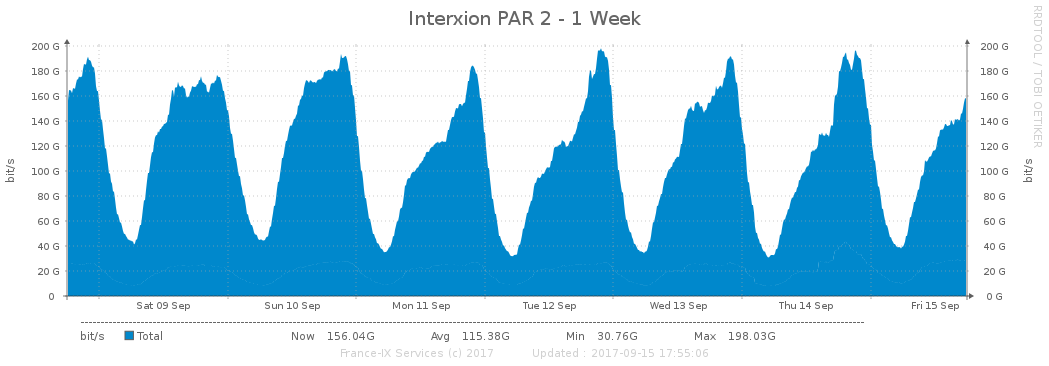 Interxion PAR 2 - 1 Week
RRDTOOL / TOBI OETIKER
200 G 200 G
180 G 180 G
160 G 160 G
140 G 140 G
120 G 120 G
100 G 100 G
80 G 80 G
60 G 60 G
40 G 40 G
20 G 20 G
0 0 G
bit/s bit/s
Sat 09 Sep Sun 10 Sep Mon 11 Sep Tue 12 Sep Wed 13 Sep Thu 14 Sep Fri 15 Sep
bit/s Total Now 156.04G Avg 115.38G Min 30.76G Max 198.03G
France-IX Services (c) 2017 Updated : 2017-09-15 17:55:06